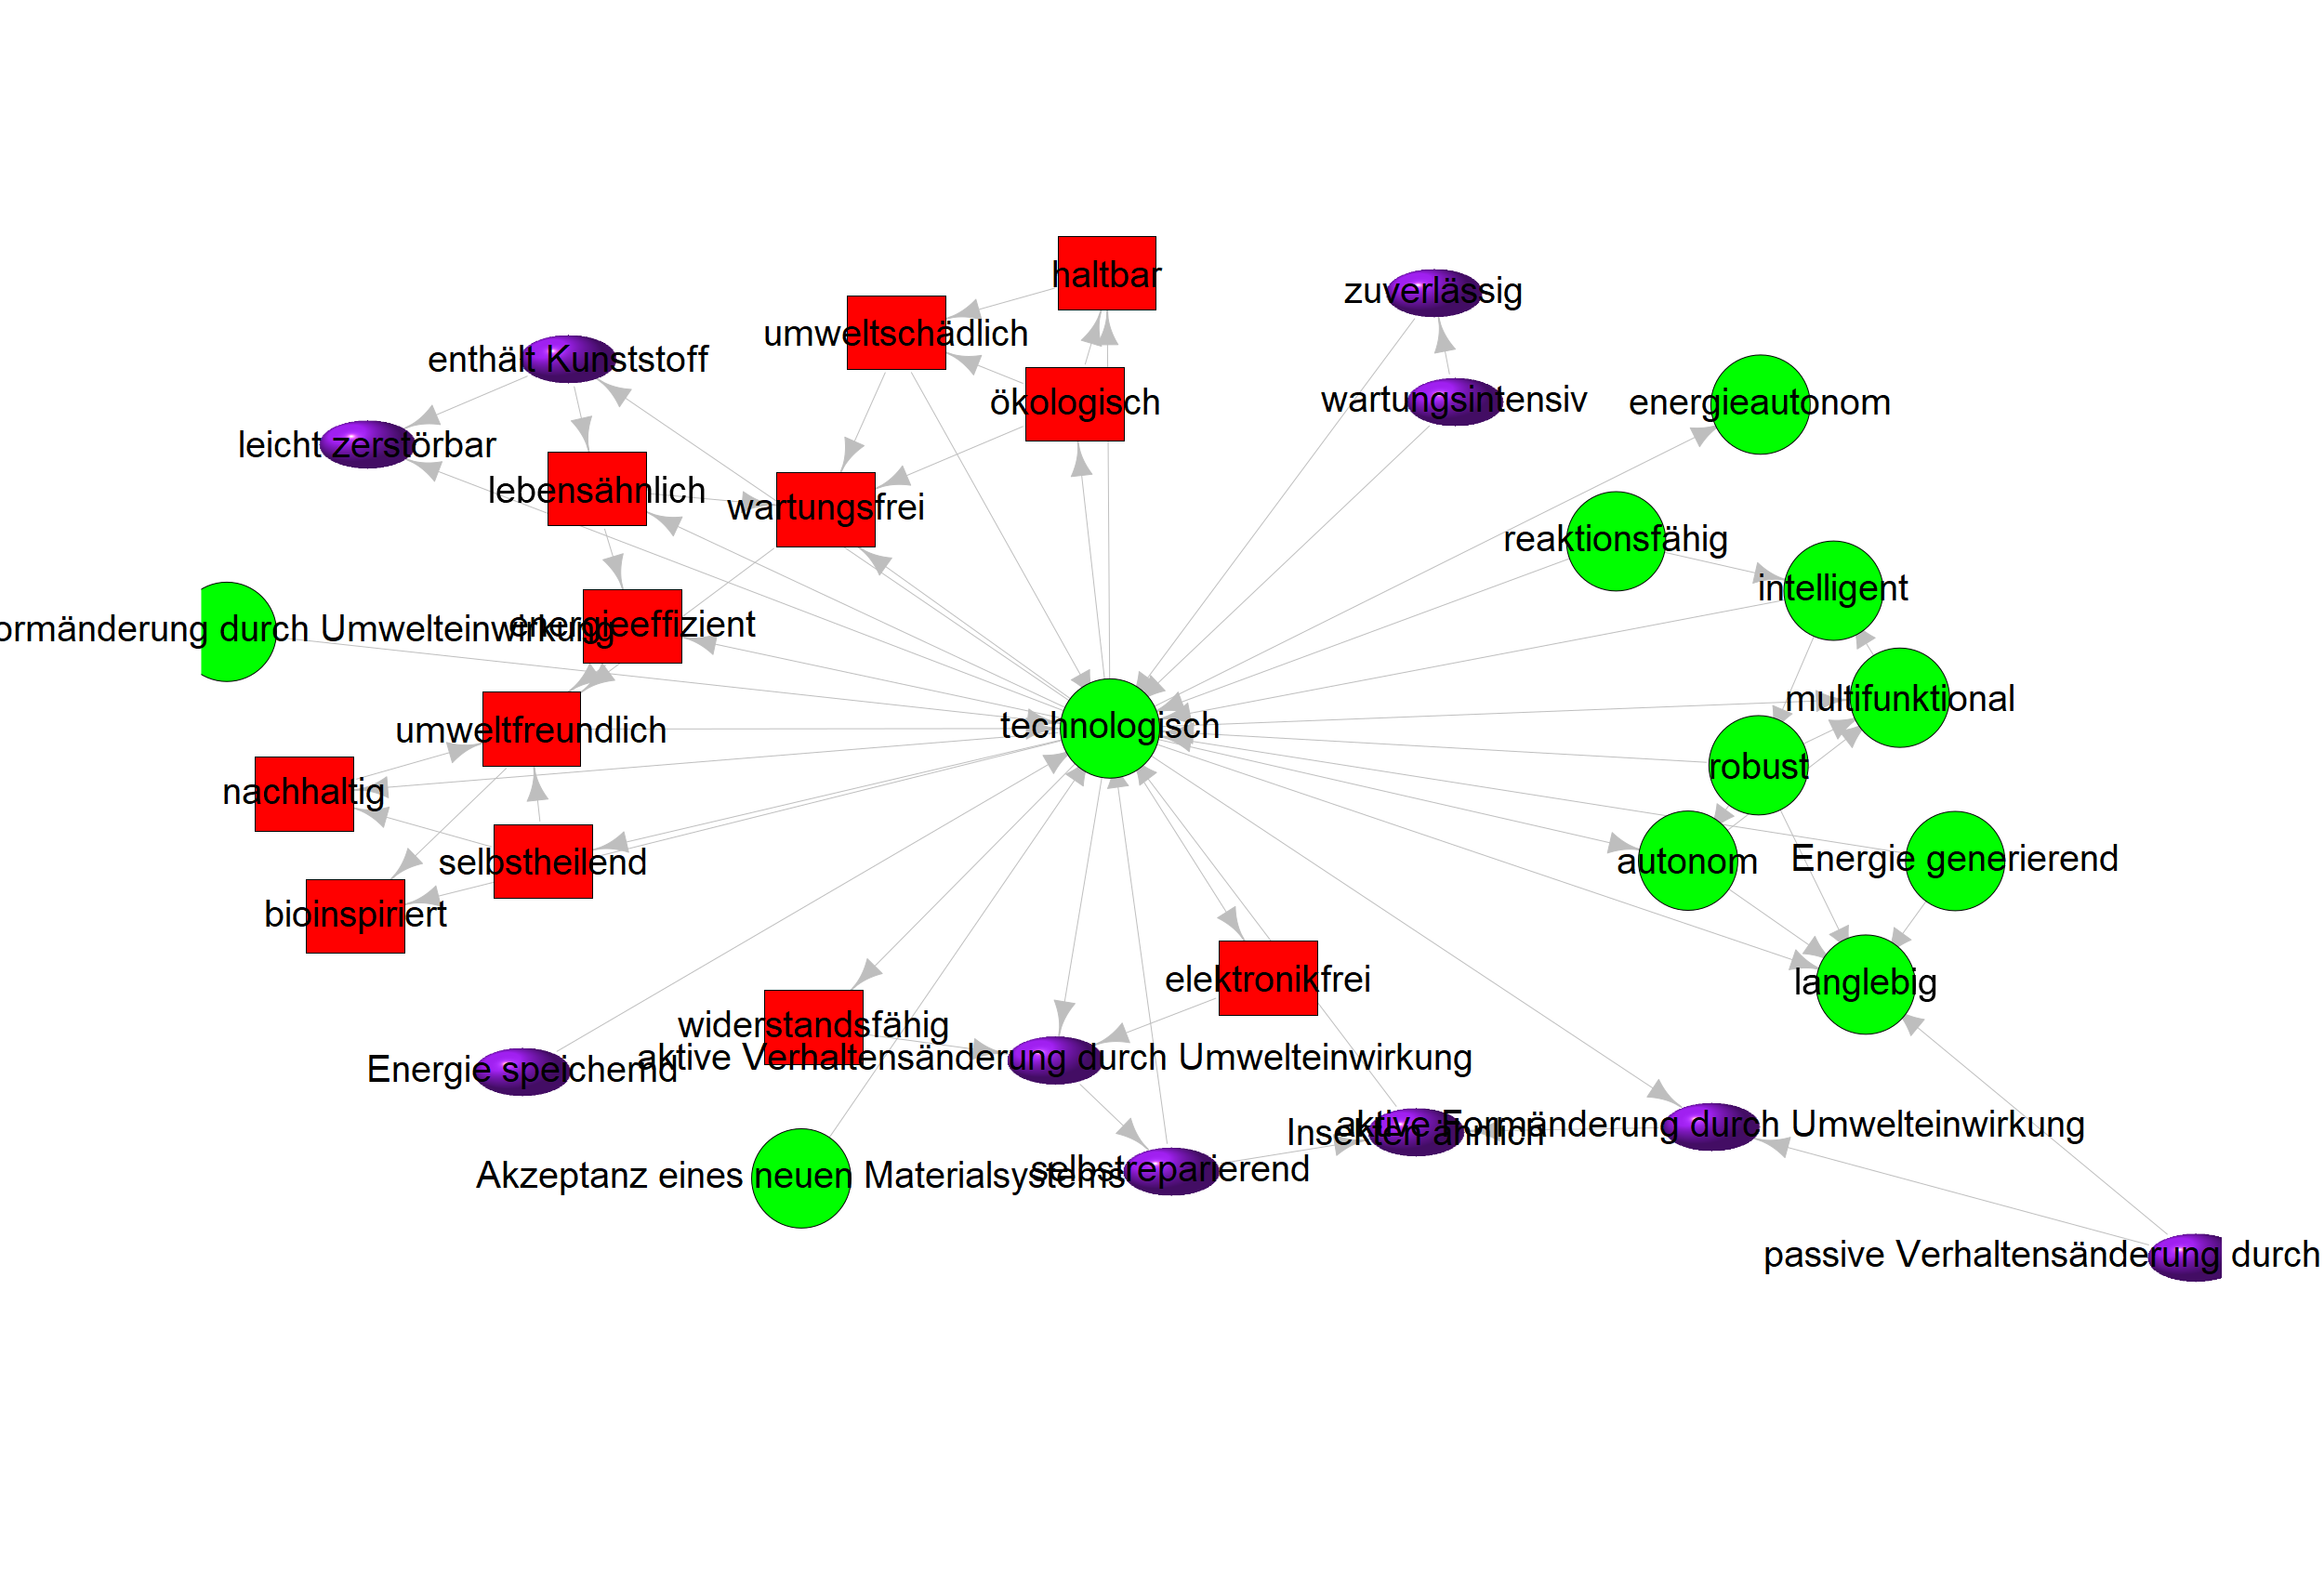 haltbar
zuverlässig
umweltschädlich
enthält Kunststoff
ökologisch
wartungsintensiv
energieautonom
leicht zerstörbar
lebensähnlich
wartungsfrei
reaktionsfähig
intelligent
ormänderung durch Umwelteinwirkung
energieeffizient
multifunktional
umweltfreundlich
technologisch
robust
nachhaltig
selbstheilend
autonom
Energie generierend
bioinspiriert
elektronikfrei
langlebig
widerstandsfähig
aktive Verhaltensänderung durch Umwelteinwirkung
Energie speichernd
aktive Formänderung durch Umwelteinwirkung
Insekten ähnlich
Akzeptanz eines neuen Materialsystems
selbstreparierend
passive Verhaltensänderung durch